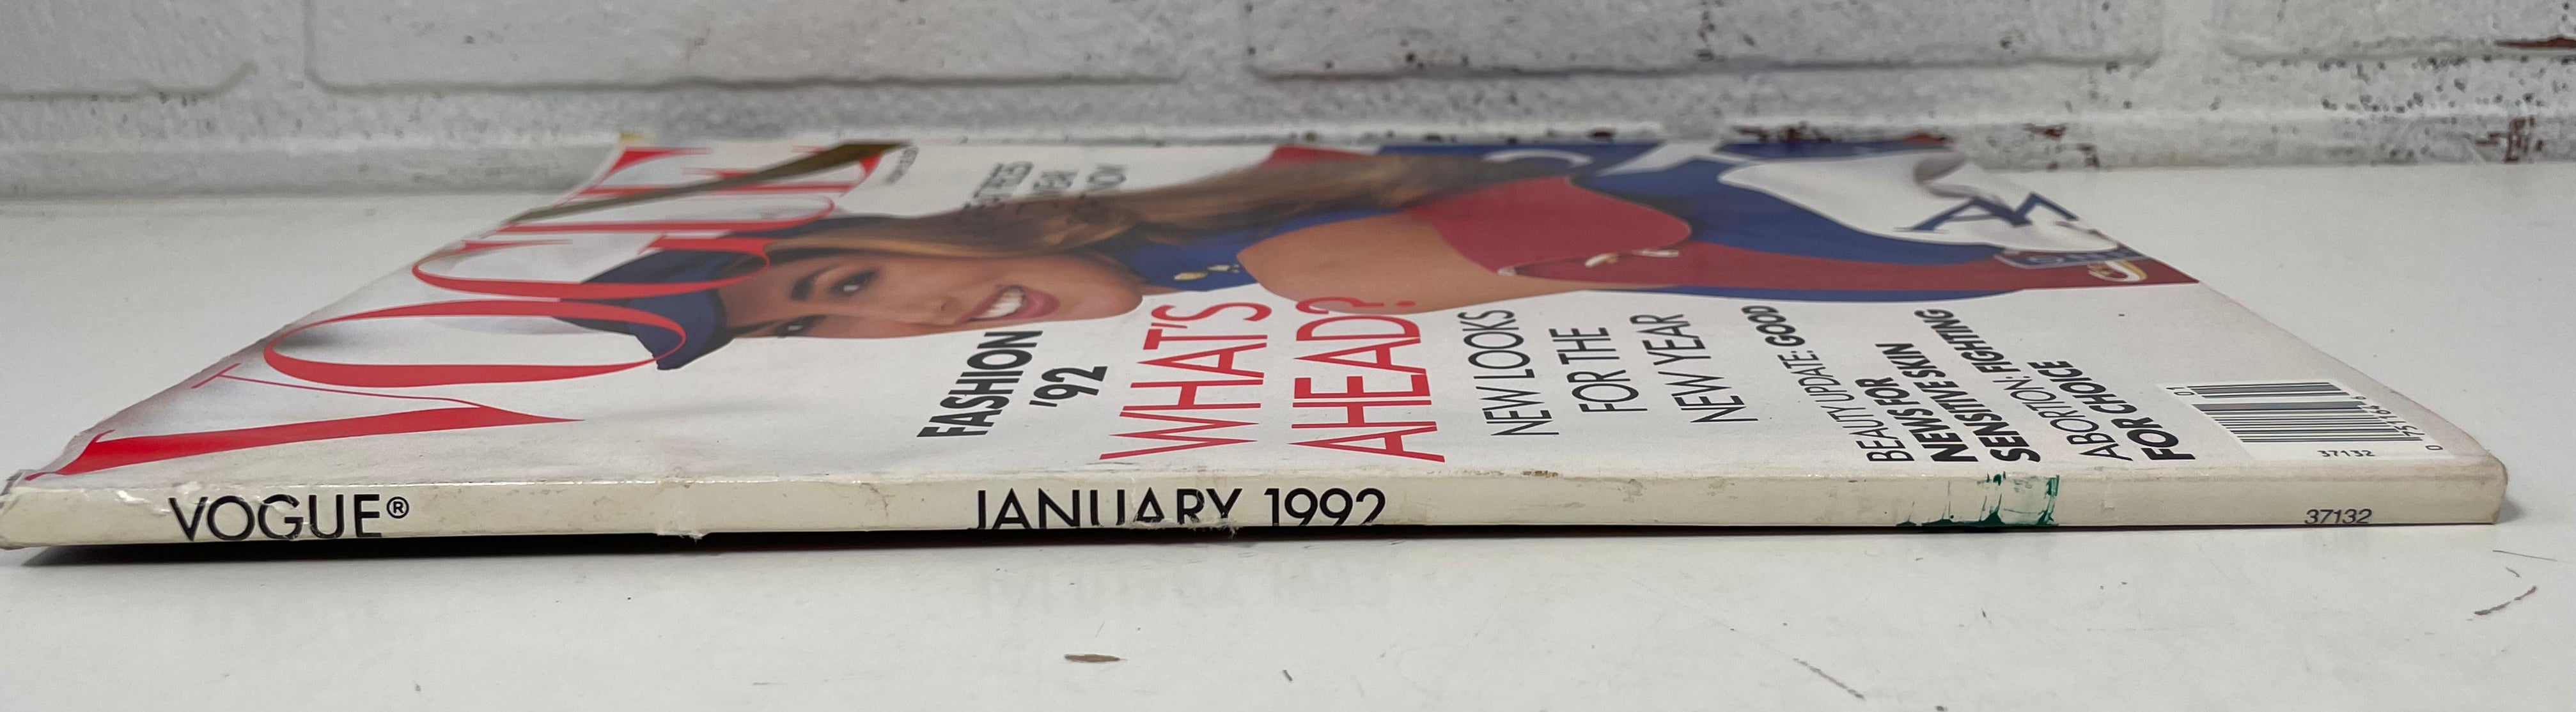 VOGUE
FASHION
'92
WHAT'S
AHEAD?
NEW LOOKS
FOR THE
NEW YEAR
BEAUTY UPDATE: GOOD
NEWS FOR
SENSITIVE SKIN
ABORTION: FIGHTING
FOR CHOICE
37132
VOGUE®
JANUARY 1992
37132